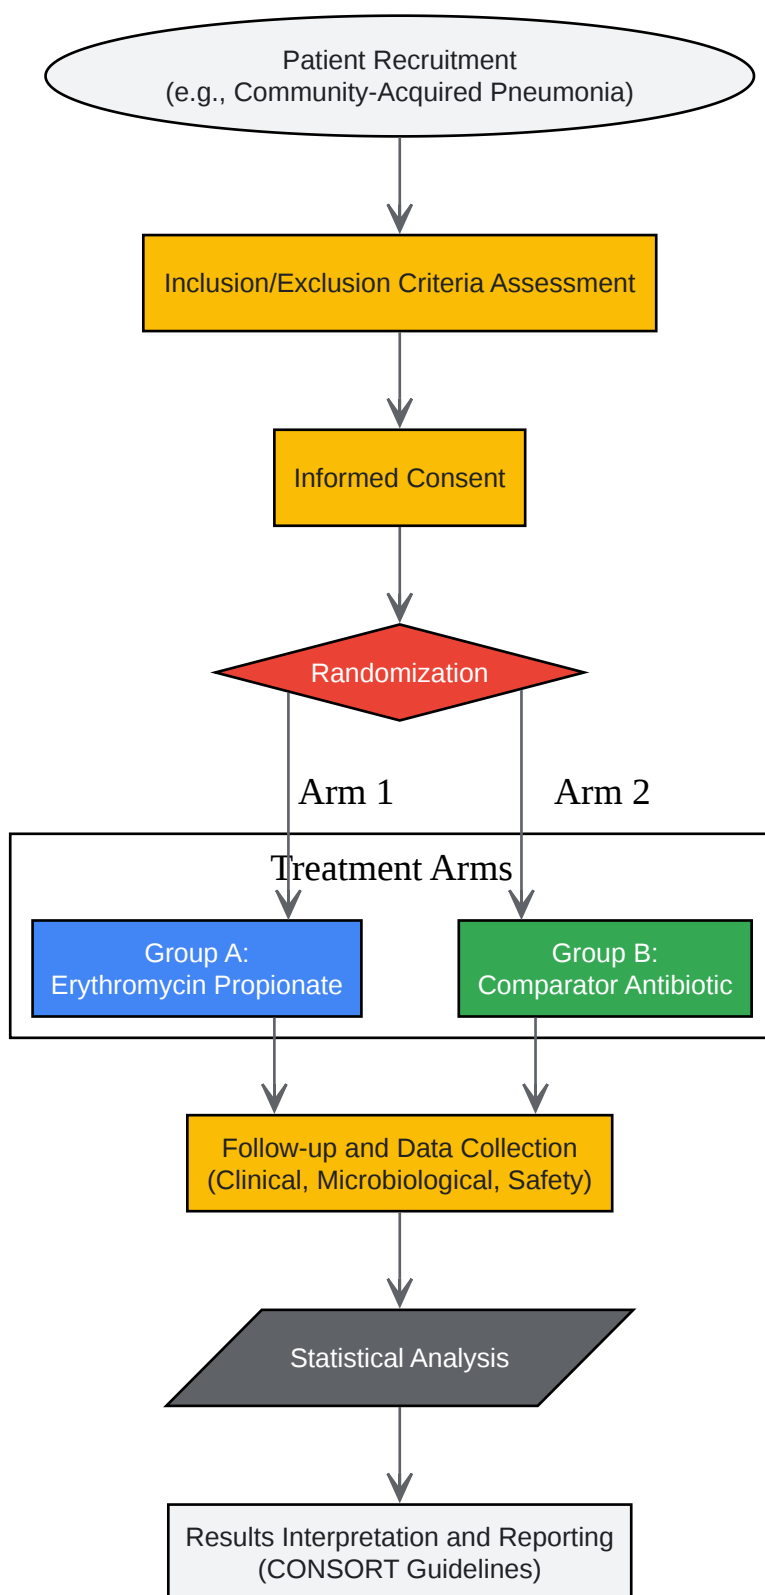 Patient Recruitment
(e.g., Community-Acquired Pneumonia)
Inclusion/Exclusion Criteria Assessment
Informed Consent
Randomization
Arm 1
Arm 2
Treatment Arms
Group A:
Erythromycin Propionate
Group B:
Comparator Antibiotic
Follow-up and Data Collection
(Clinical, Microbiological, Safety)
Statistical Analysis
Results Interpretation and Reporting
(CONSORT Guidelines)